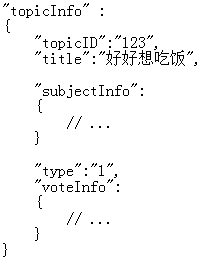 "topicInfo" :
{
    "topicID":"123",
    "title":"好好想吃饭",

    "subjectInfo":
    {
        // ...
    }

    "type":"1",
    "voteInfo":
    {
        // ...
    }
}